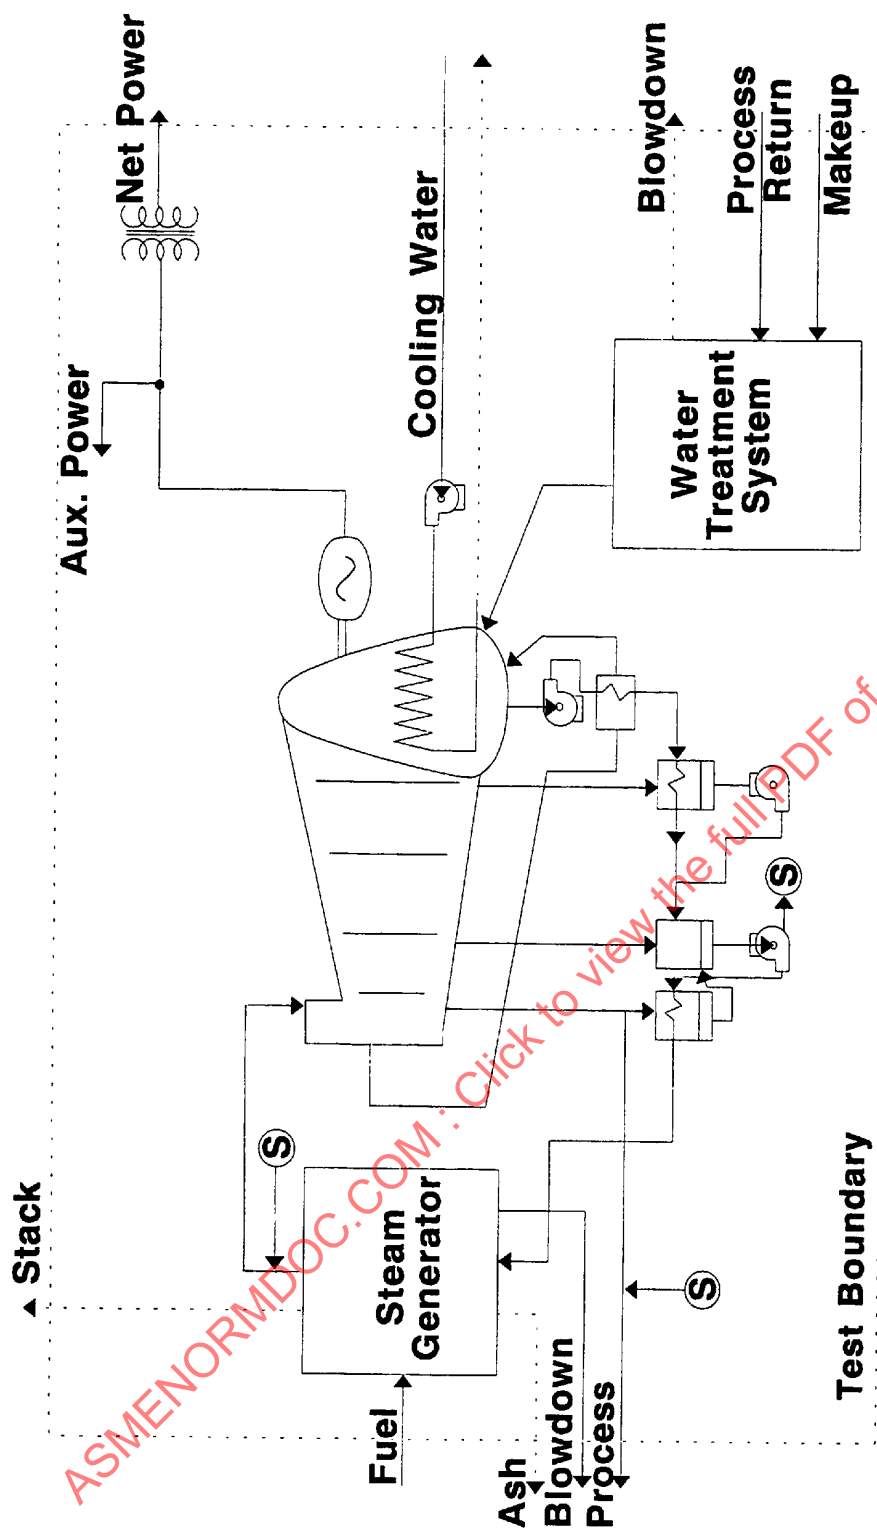 Stack
Net Power
Aux. Power
Fuel
Steam
Generator
S
Cooling Water
Ash
Blowdown
Process
S
S
Water
Treatment
System
Blowdown
Process
Return
Makeup
Test Boundary
ASMENORMDOC.COM : Click to view the full PDF of